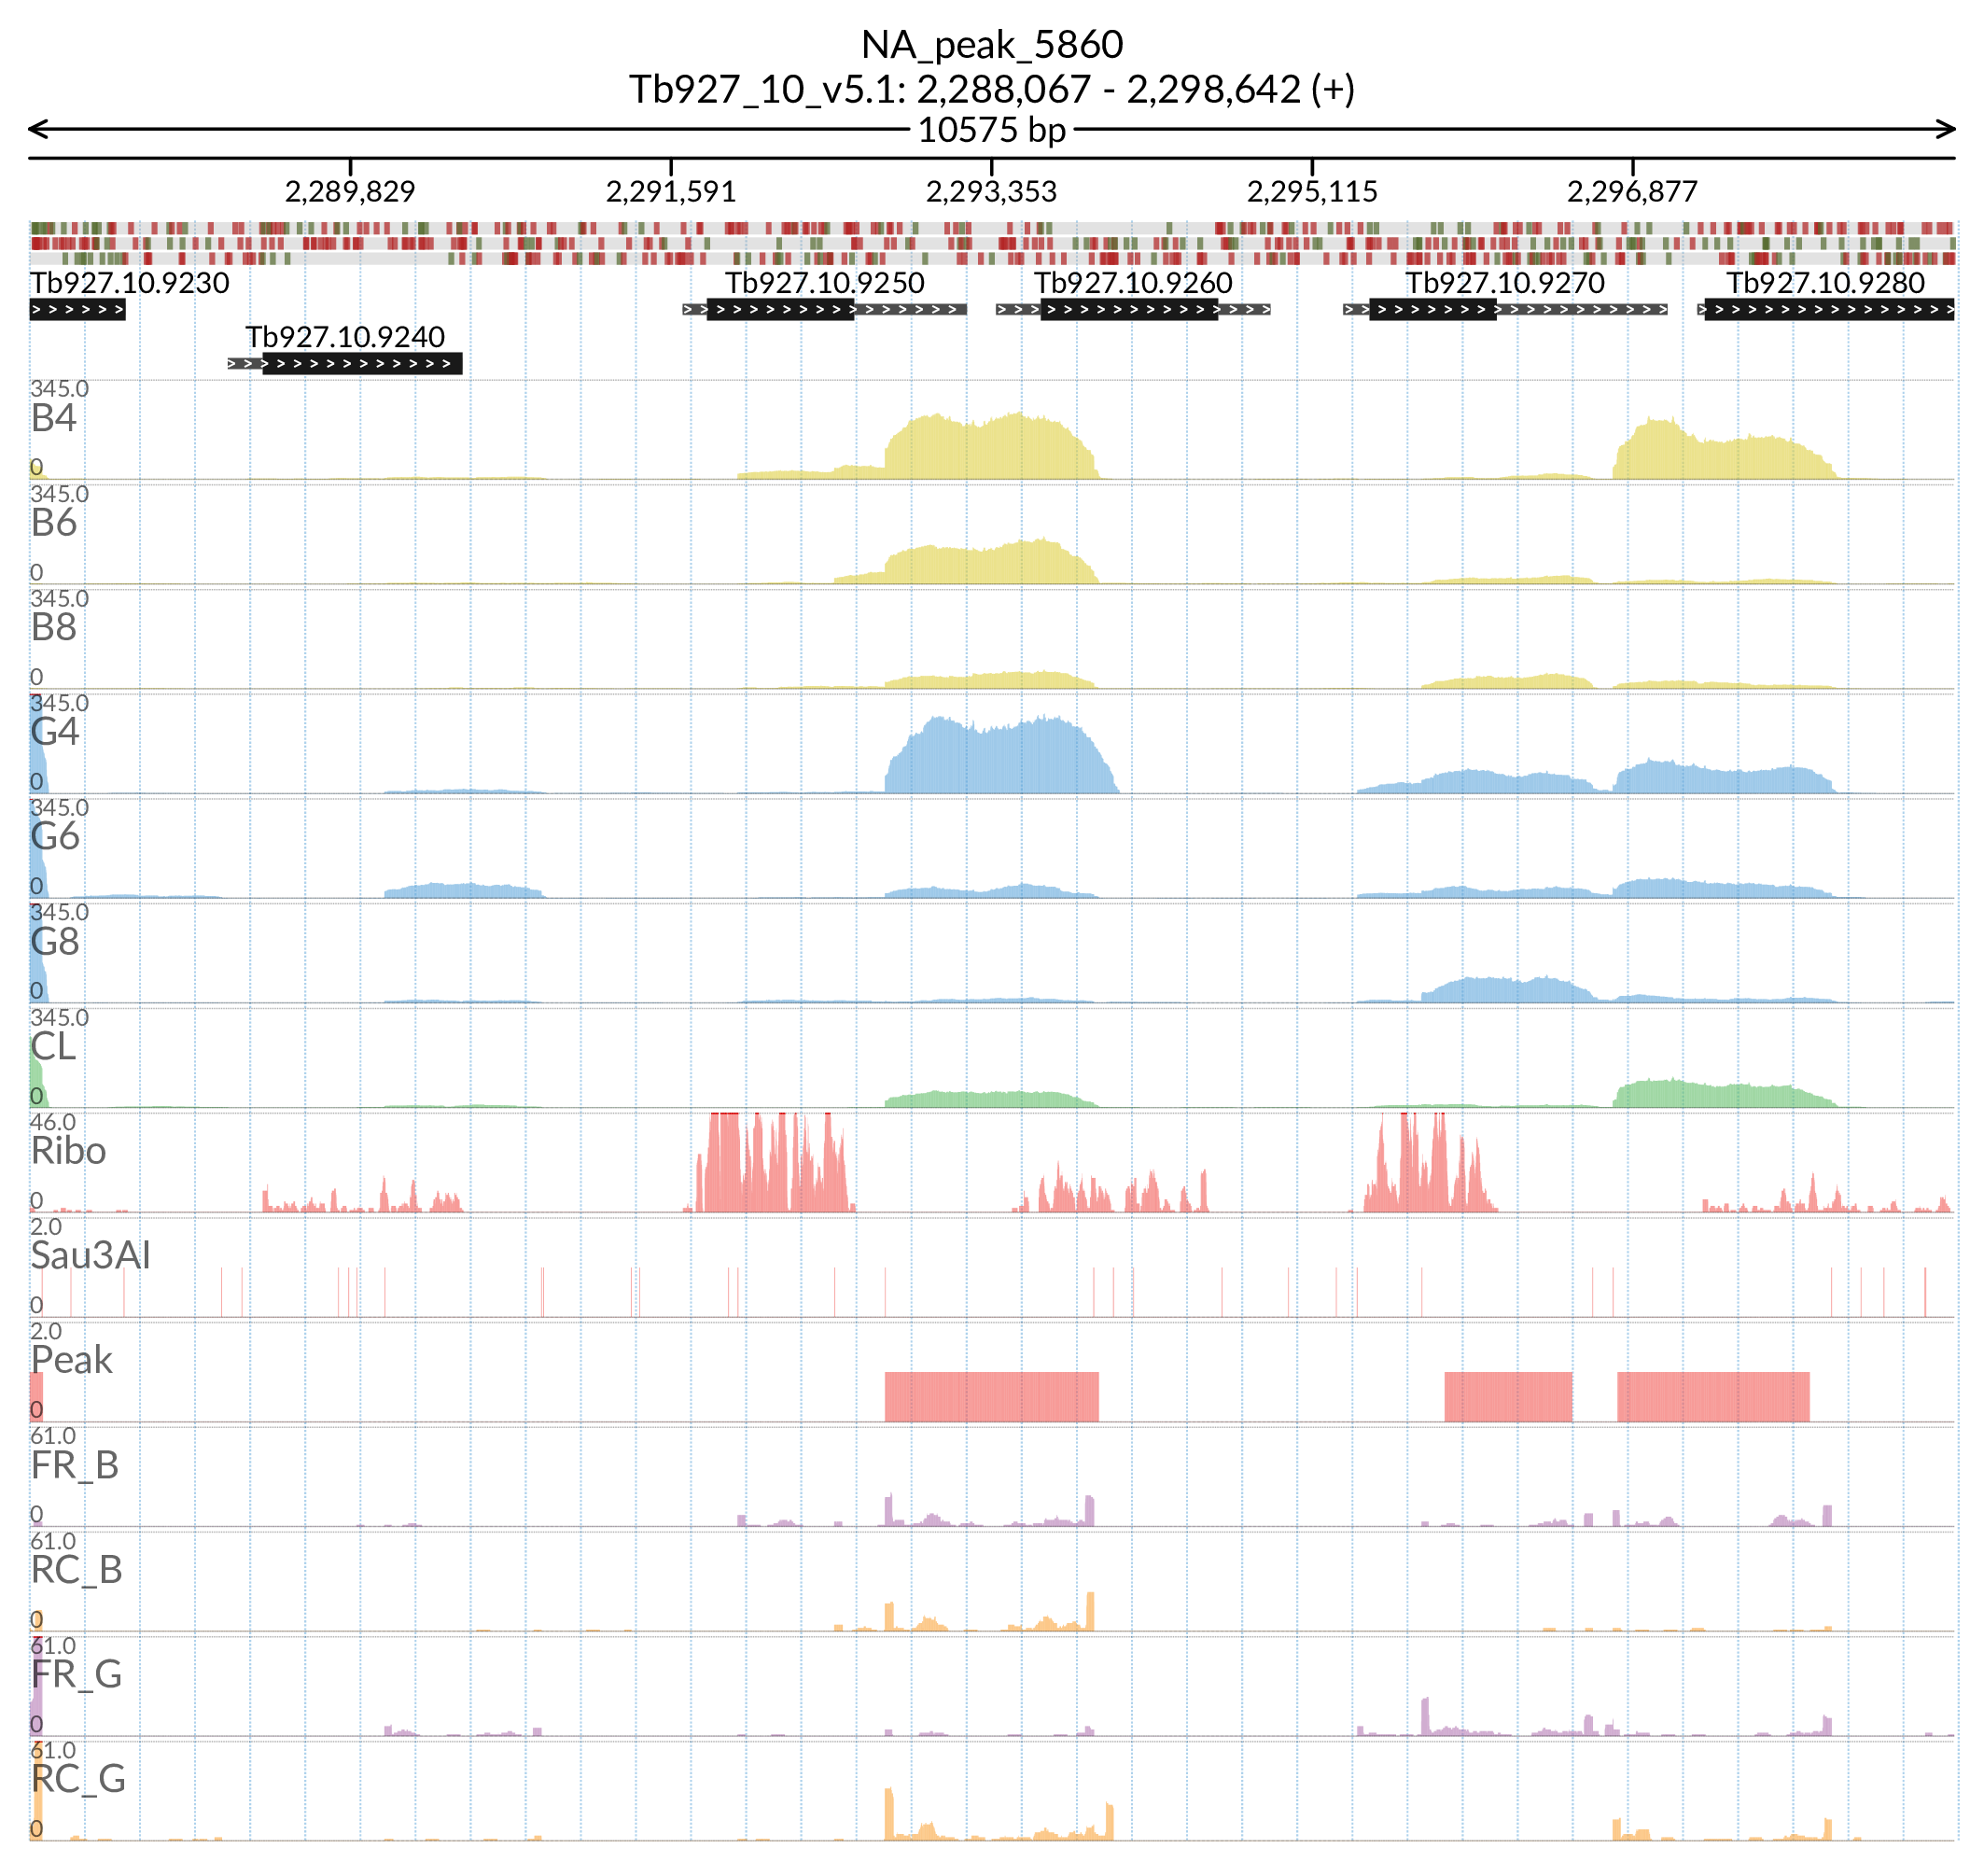 NA_peak_5860
Tb927_10_v5.1: 2,288,067 - 2,298,642 (+)
10575 bp
2,289,829 2,291,591 2,293,353 2,295,115 2,296,877
Tb927.10.9230 Tb927.10.9250 Tb927.10.9260 Tb927.10.9270 Tb927.10.9280
Tb927.10.9240
345.0
B4
0
345.0
B6
0
345.0
B8
0
345.0
G4
0
345.0
G6
0
345.0
G8
0
345.0
CL
0
46.0
Ribo
0
2.0
Sau3AI
0
2.0
Peak
0
61.0
FR_B
0
61.0
RC_B
0
61.0
FR_G
0
61.0
RC_G
0